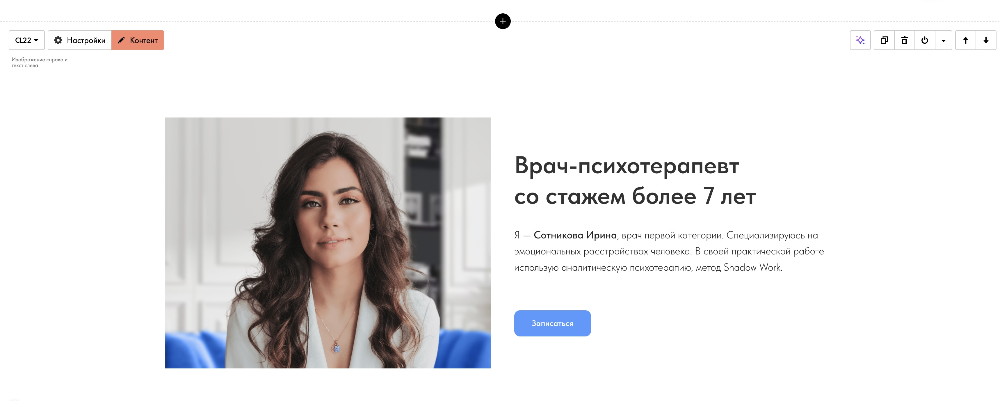 CL22
Настройки
Контент
Изображение справа и
текст слева
Врач-психотерапевт
со стажем более 7 лет
Я — Сотникова Ирина, врач первой категории. Специализируюсь на
эмоциональных расстройствах человека. В своей практической работе
использую аналитическую психотерапию, метод Shadow Work.
Записаться